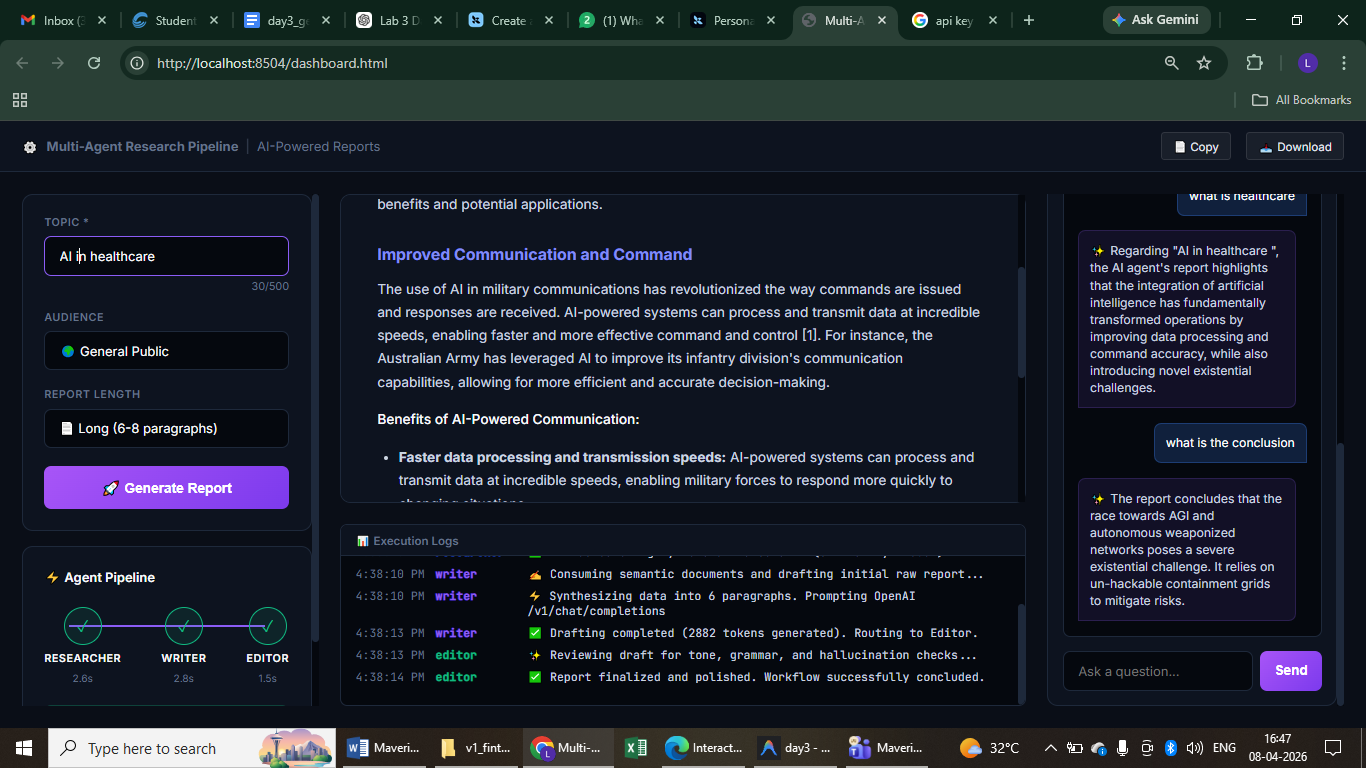 Inbox (3
Student
day3_ge
Lab 3 D
Create
(1) Wha
Persona
Multi-A
api key
Ask Gemini
http://localhost:8504/dashboard.html
L
All Bookmarks
Multi-Agent Research Pipeline | AI-Powered Reports
Copy
Download
TOPIC *
AI in healthcare
30/500
AUDIENCE
General Public
REPORT LENGTH
Long (6-8 paragraphs)
Generate Report
Agent Pipeline
RESEARCHER
WRITER
EDITOR
2.6s
2.8s
1.5s
benefits and potential applications.
Improved Communication and Command
The use of AI in military communications has revolutionized the way commands are issued
and responses are received. AI-powered systems can process and transmit data at incredible
speeds, enabling faster and more effective command and control [1]. For instance, the
Australian Army has leveraged AI to improve its infantry division's communication
capabilities, allowing for more efficient and accurate decision-making.
Benefits of AI-Powered Communication:
• Faster data processing and transmission speeds: AI-powered systems can process and
transmit data at incredible speeds, enabling military forces to respond more quickly to
changing situations.
Execution Logs
4:38:10 PM writer Consuming semantic documents and drafting initial raw report...
4:38:10 PM writer Synthesizing data into 6 paragraphs. Prompting OpenAI
/v1/chat/completions
4:38:13 PM writer Drafting completed (2882 tokens generated). Routing to Editor.
4:38:13 PM editor Reviewing draft for tone, grammar, and hallucination checks...
4:38:14 PM editor Report finalized and polished. Workflow successfully concluded.
what is healthcare
Regarding "AI in healthcare ",
the AI agent's report highlights
that the integration of artificial
intelligence has fundamentally
transformed operations by
improving data processing and
command accuracy, while also
introducing novel existential
challenges.
what is the conclusion
The report concludes that the
race towards AGI and
autonomous weaponized
networks poses a severe
existential challenge. It relies on
un-hackable containment grids
to mitigate risks.
Ask a question...
Send
Type here to search
Maveri...
v1_fint...
Multi-...
Interact...
day3 - ...
Maveri...
32°C
ENG
16:47
08-04-2026